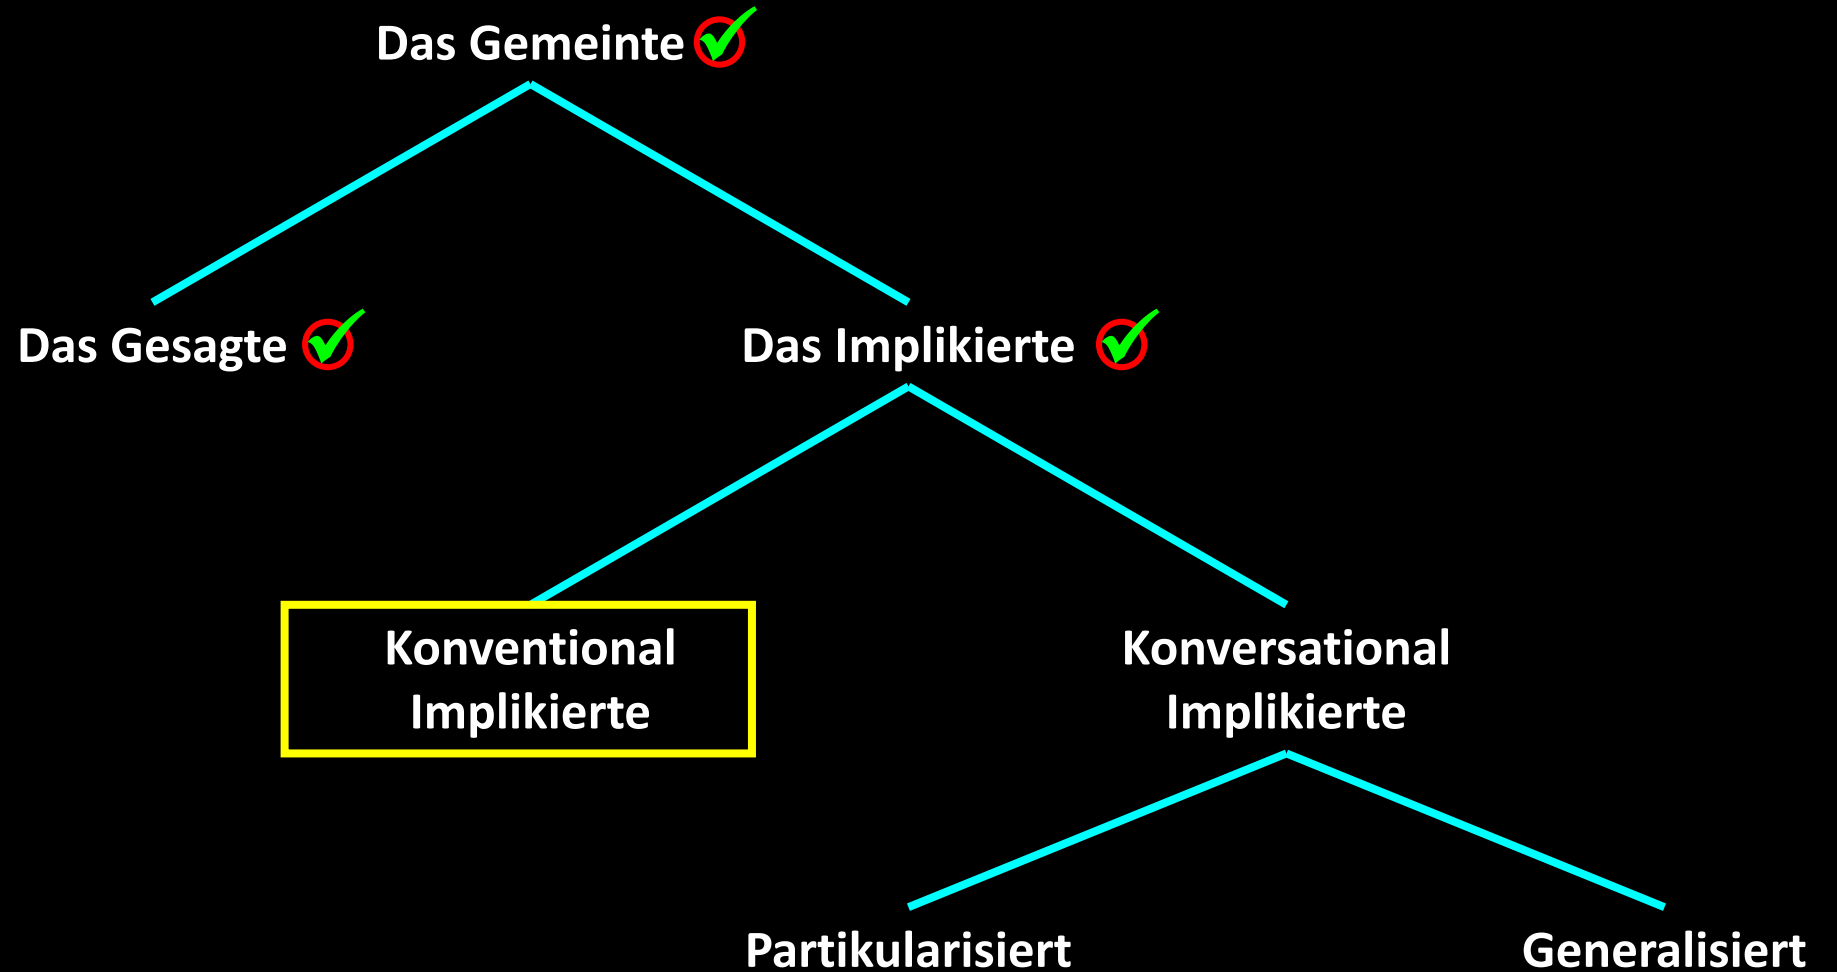 Das Gemeinte
Das Gesagte
Das Implikierte
Konventional
Implikierte
Konversational
Implikierte
Partikularisiert
Generalisiert